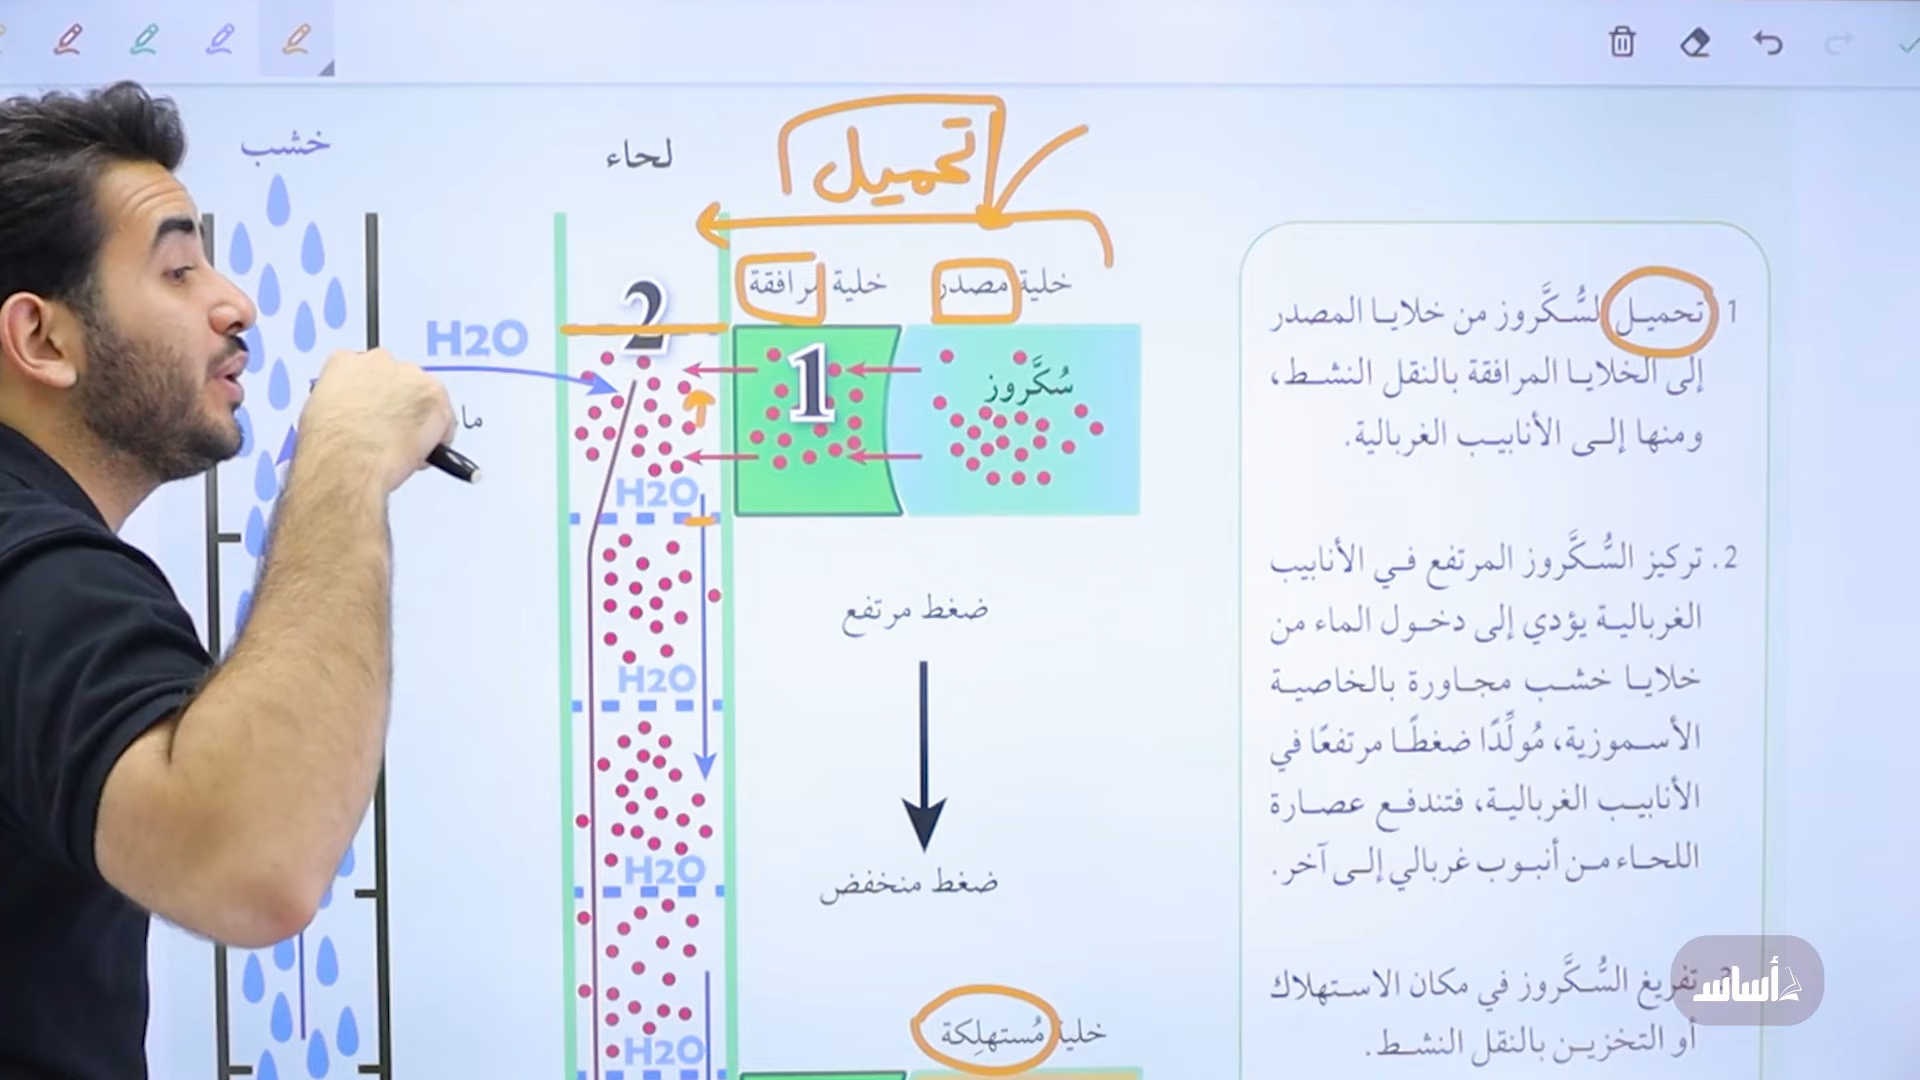 تحميل
خشب
لحاء
خلية مصدر
خلية مرافقة
2
1
H2O
سُكَّروز
H2O
H2O
H2O
H2O
ضغط مرتفع
ضغط منخفض
خلية مُستهلِكة
1 تحميل السُّكَّروز من خلايا المصدر
إلى الخلايا المرافقة بالنقل النشط،
ومنها إلى الأنابيب الغربالية.
2. تركيز السُّكَّروز المرتفع في الأنابيب
الغربالية يؤدي إلى دخول الماء من
خلايا خشب مجاورة بالخاصية
الأسموزية، مُولِّدًا ضغطًا مرتفعًا في
الأنابيب الغربالية، فتندفع عصارة
اللحاء من أنبوب غربالي إلى آخر.
تفريغ السُّكَّروز في مكان الاستهلاك
أو التخزين بالنقل النشط.
أساس